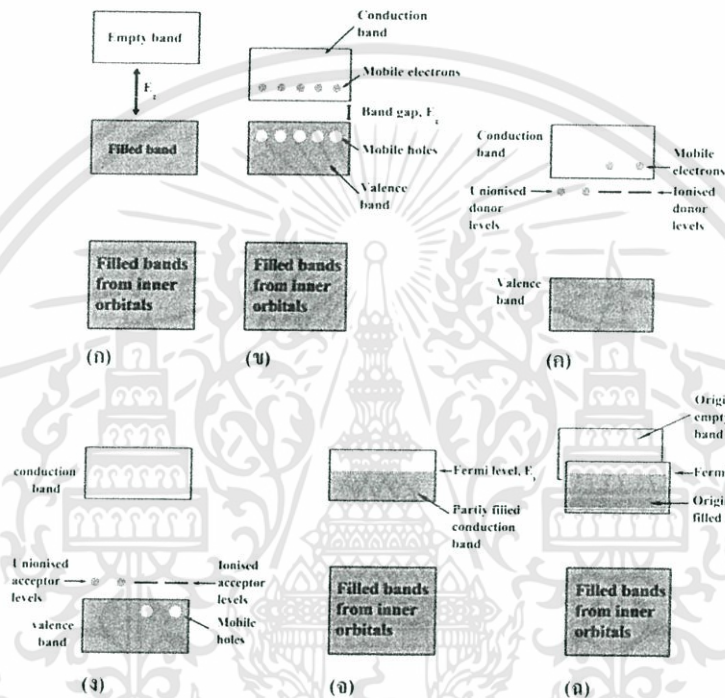 Empty band
E
Filled band
Filled bands
from inner
orbitals
(ก)
Conduction
band
Mobile electrons
Band gap, E
Mobile holes
Valence
band
Filled bands
from inner
orbitals
(ข)
Conduction
band
Mobile
electrons
Unionised
donor
levels
Ionised
donor
levels
Valence
band
(ค)
conduction
band
Unionised
acceptor
levels
Ionised
acceptor
levels
valence
band
Mobile
holes
(ง)
Fermi level, E
Partly filled
conduction
band
Filled bands
from inner
orbitals
(จ)
Origi
empty
band
Fermi
Origi
filled
Filled bands
from inner
orbitals
(ฉ)